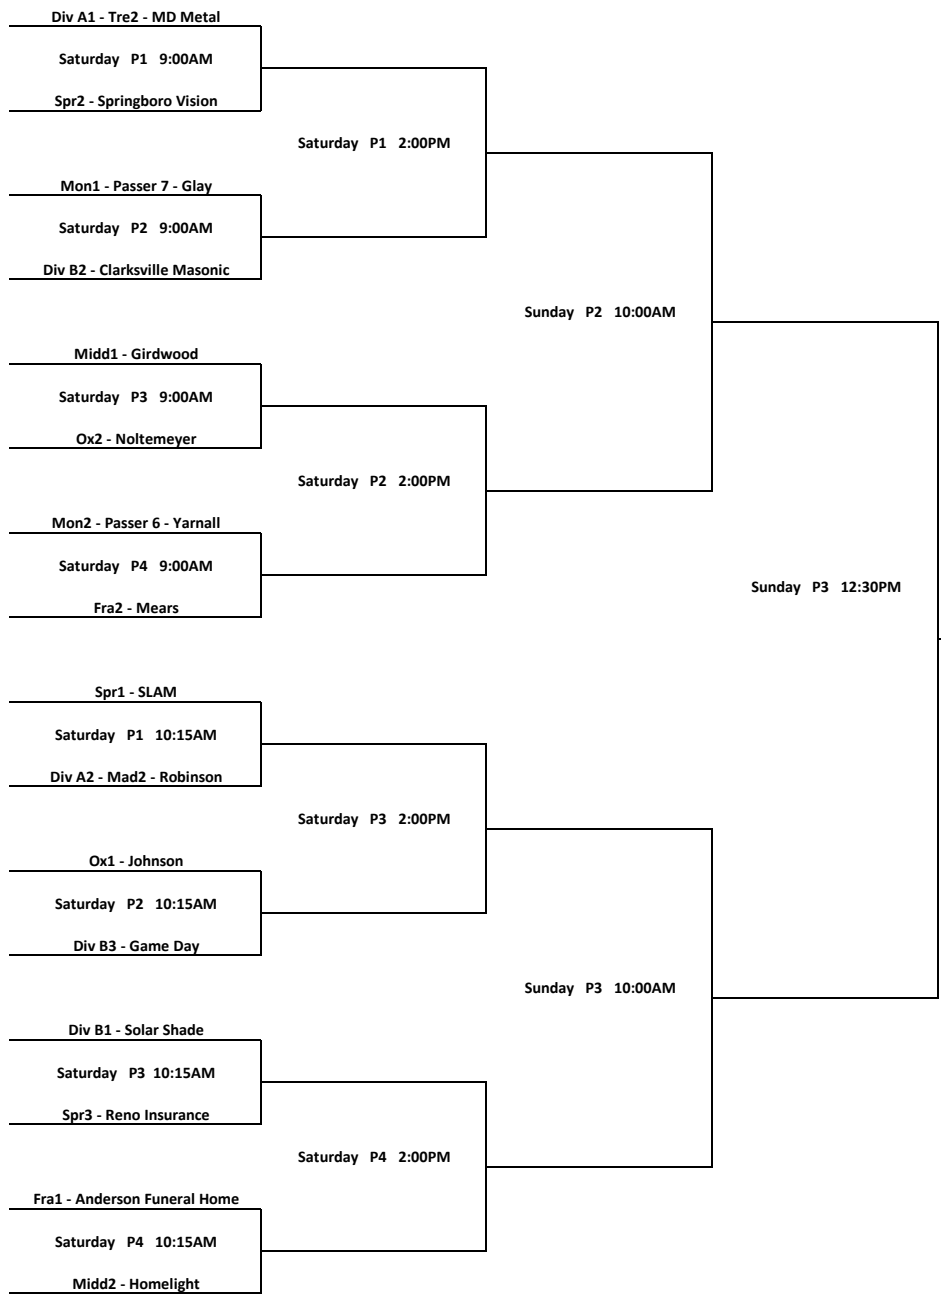 Div A1 - Tre2 - MD Metal
Saturday P1 9:00AM
Spr2 - Springboro Vision
Saturday P1 2:00PM
Mon1 - Passer 7 - Glay
Saturday P2 9:00AM
Div B2 - Clarksville Masonic
Sunday P2 10:00AM
Midd1 - Girdwood
Saturday P3 9:00AM
Ox2 - Noltemeyer
Saturday P2 2:00PM
Mon2 - Passer 6 - Yarnall
Saturday P4 9:00AM
Fra2 - Mears
Sunday P3 12:30PM
Spr1 - SLAM
Saturday P1 10:15AM
Div A2 - Mad2 - Robinson
Saturday P3 2:00PM
Ox1 - Johnson
Saturday P2 10:15AM
Div B3 - Game Day
Sunday P3 10:00AM
Div B1 - Solar Shade
Saturday P3 10:15AM
Spr3 - Reno Insurance
Saturday P4 2:00PM
Fra1 - Anderson Funeral Home
Saturday P4 10:15AM
Midd2 - Homelight